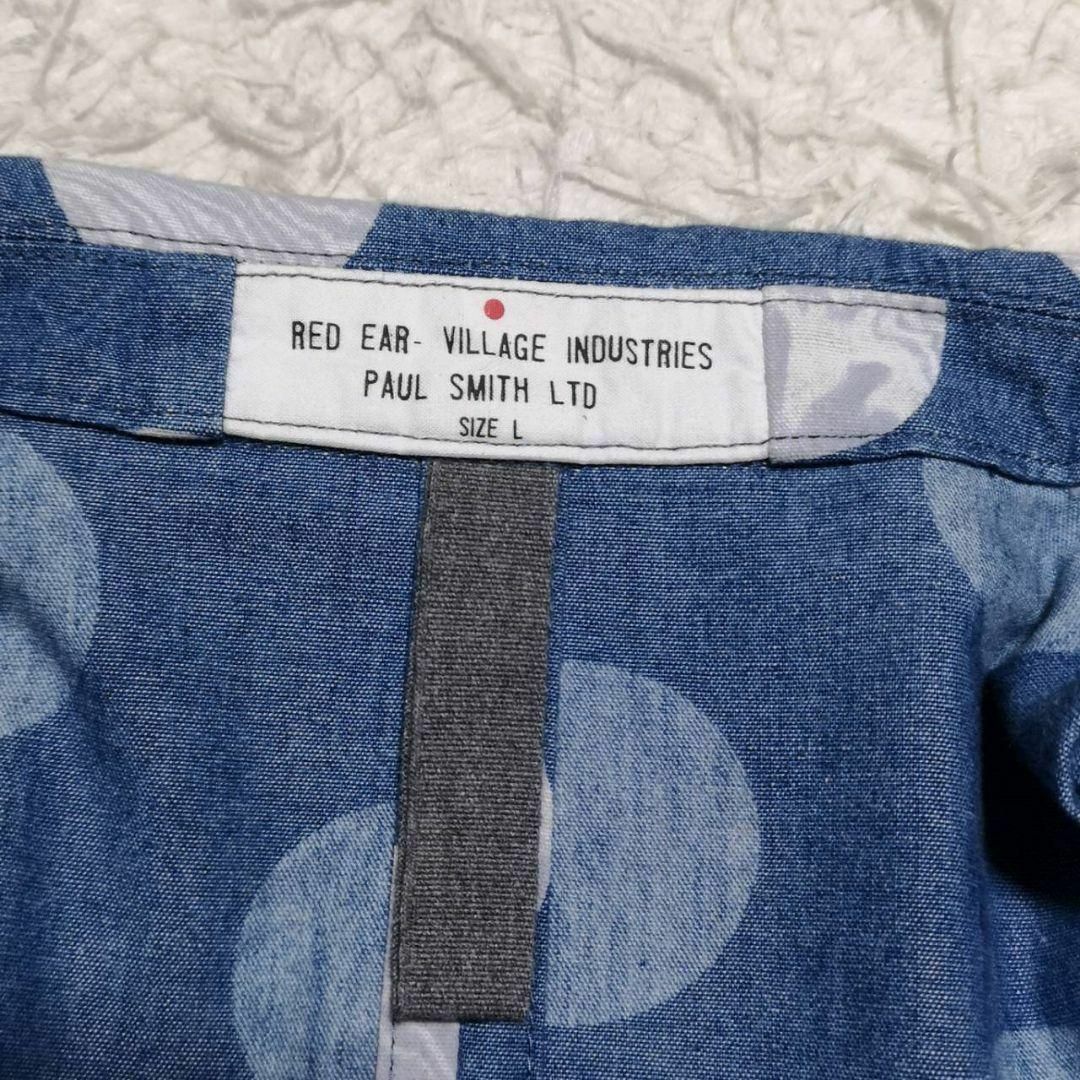 RED EAR- VILLAGE INDUSTRIES
PAUL SMITH LTD
SIZE L